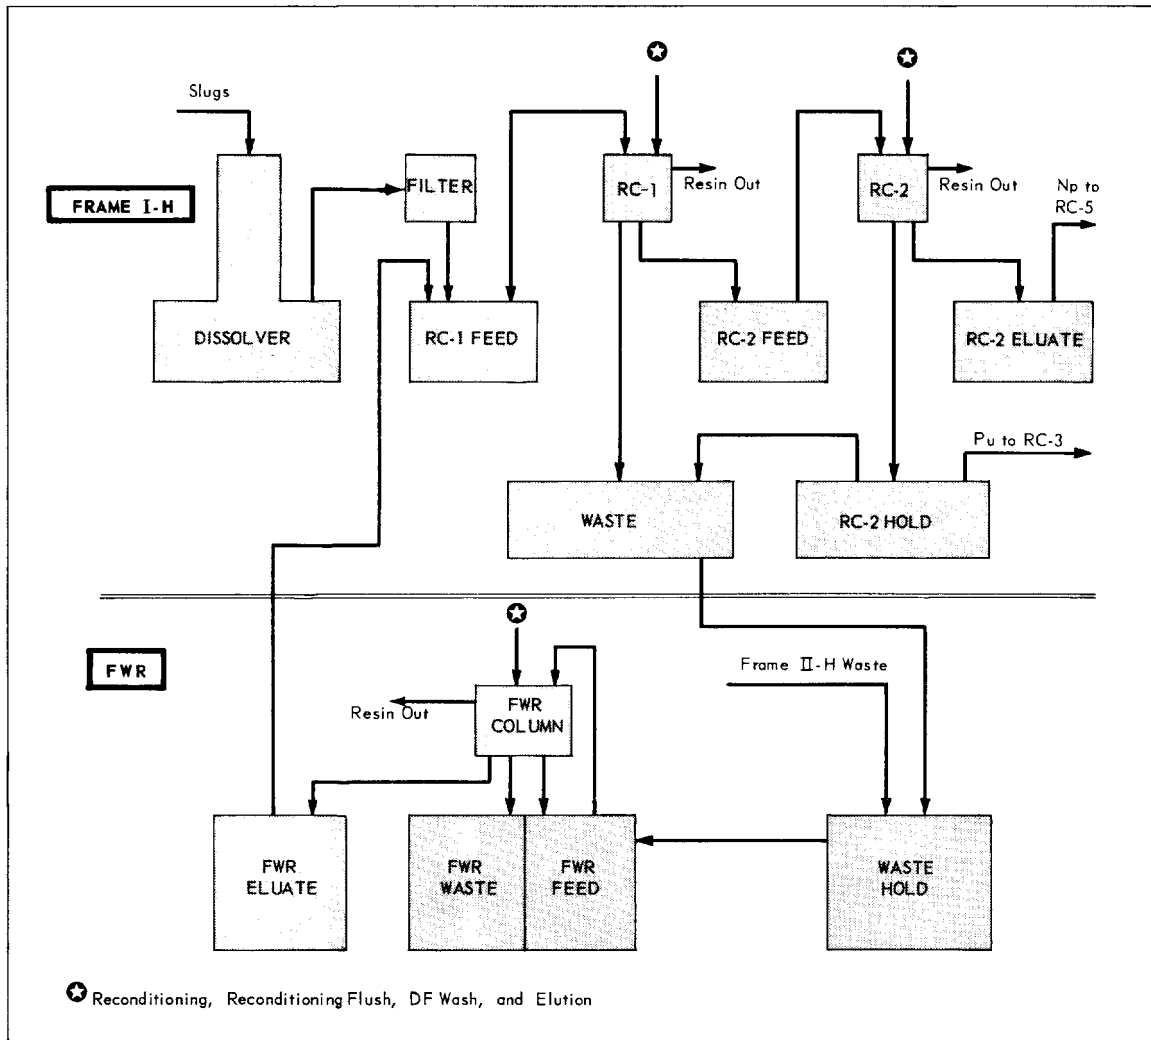 Slugs
FRAME I-H
FILTER
RC-1
Resin Out
RC-2
Resin Out
Np to
RC-5
DISSOLVER
RC-1 FEED
RC-2 FEED
RC-2 ELUATE
Pu to RC-3
WASTE
RC-2 HOLD
FWR
Frame II-H Waste
Resin Out
FWR
COLUMN
FWR
ELUATE
FWR
WASTE
FWR
FEED
WASTE
HOLD
Reconditioning, Reconditioning Flush, DF Wash, and Elution